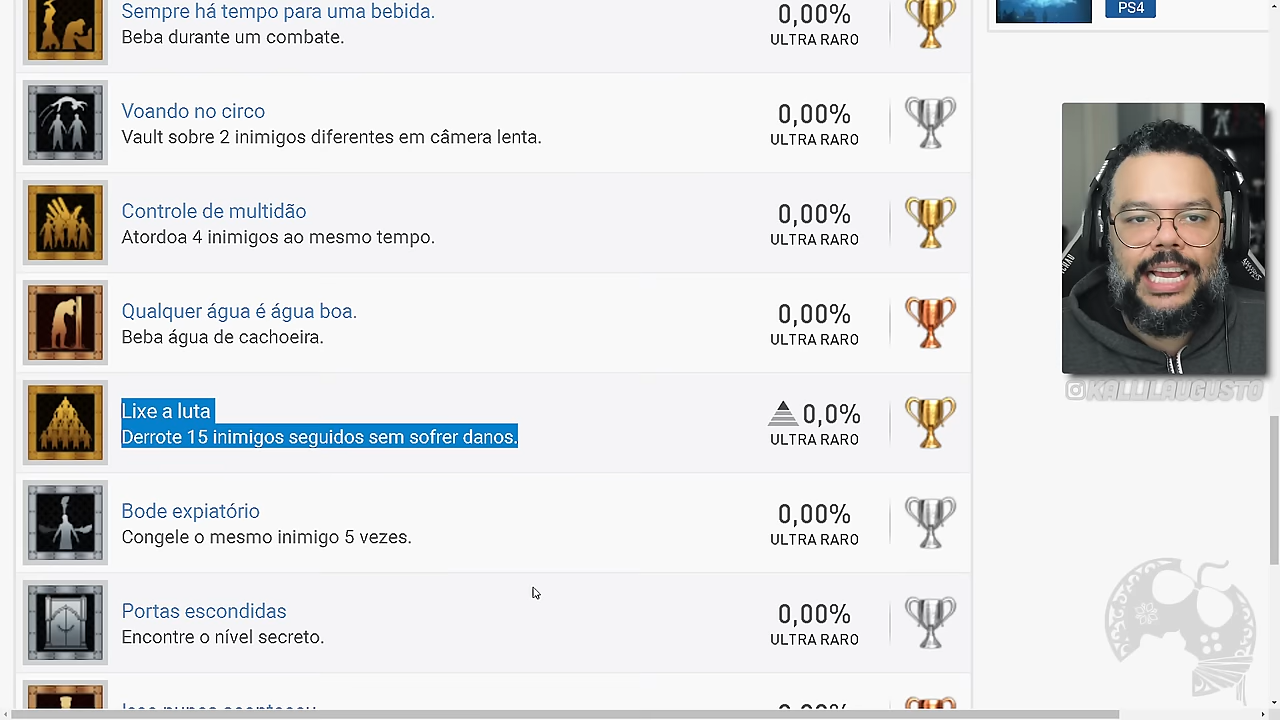 Sempre há tempo para uma bebida.
Beba durante um combate.
0,00%
ULTRA RARO
PS4
Voando no circo
Vault sobre 2 inimigos diferentes em câmera lenta.
0,00%
ULTRA RARO
Controle de multidão
Atordoa 4 inimigos ao mesmo tempo.
0,00%
ULTRA RARO
Qualquer água é água boa.
Beba água de cachoeira.
0,00%
ULTRA RARO
KALLILAUGUSTO
Lixe a luta
Derrote 15 inimigos seguidos sem sofrer danos.
0,0%
ULTRA RARO
Bode expiatório
Congele o mesmo inimigo 5 vezes.
0,00%
ULTRA RARO
Portas escondidas
Encontre o nível secreto.
0,00%
ULTRA RARO